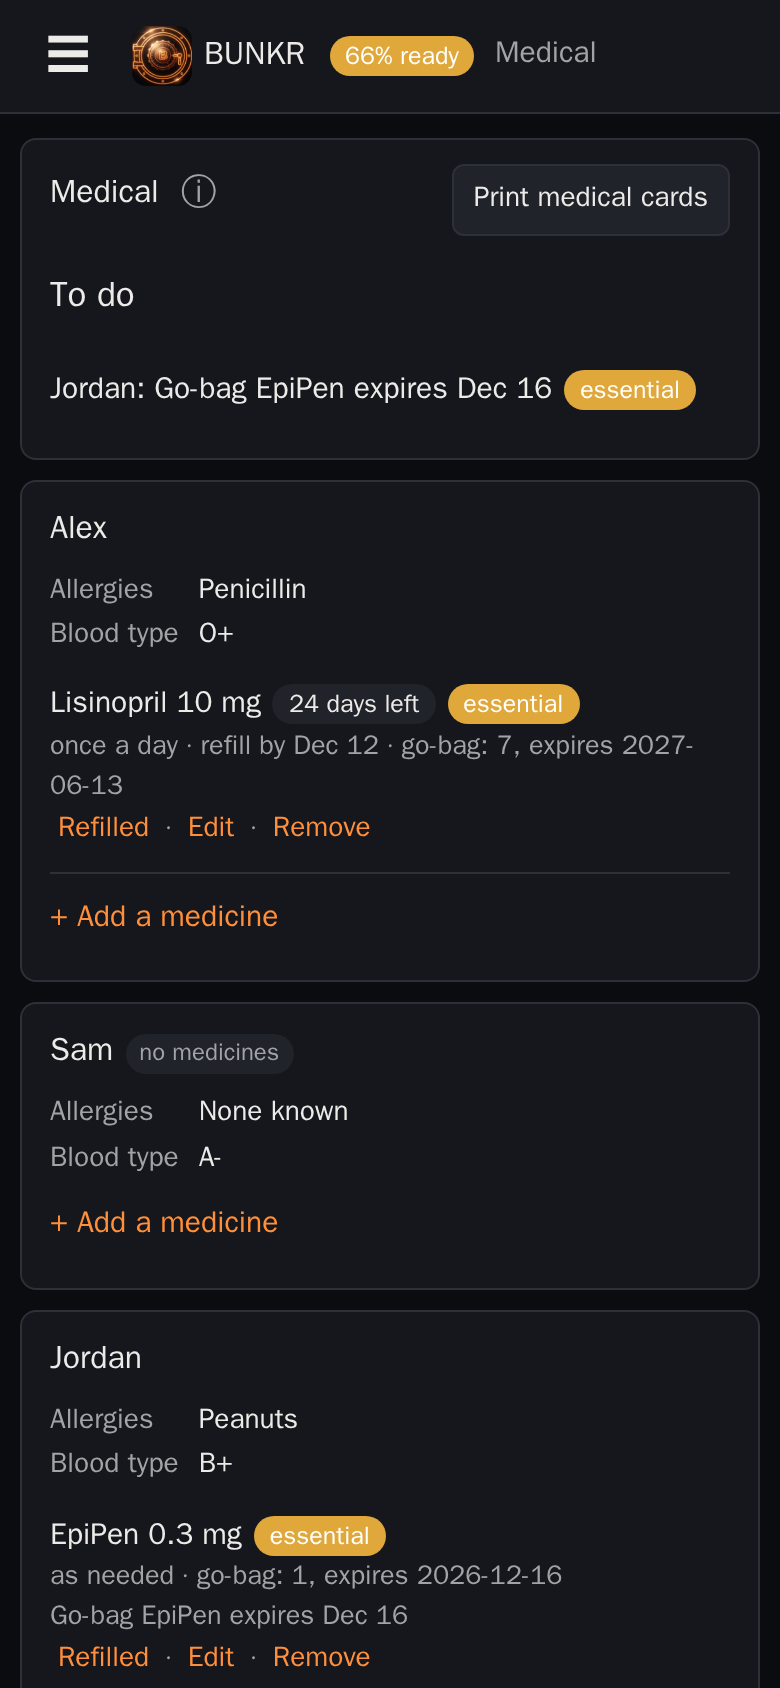 BUNKR 66% ready Medical
Medical ⓘ Print medical cards
To do
Jordan: Go-bag EpiPen expires Dec 16 essential
Alex
Allergies Penicillin
Blood type O+
Lisinopril 10 mg 24 days left essential
once a day · refill by Dec 12 · go-bag: 7, expires 2027-
06-13
Refilled · Edit · Remove
+ Add a medicine
Sam no medicines
Allergies None known
Blood type A-
+ Add a medicine
Jordan
Allergies Peanuts
Blood type B+
EpiPen 0.3 mg essential
as needed · go-bag: 1, expires 2026-12-16
Go-bag EpiPen expires Dec 16
Refilled · Edit · Remove